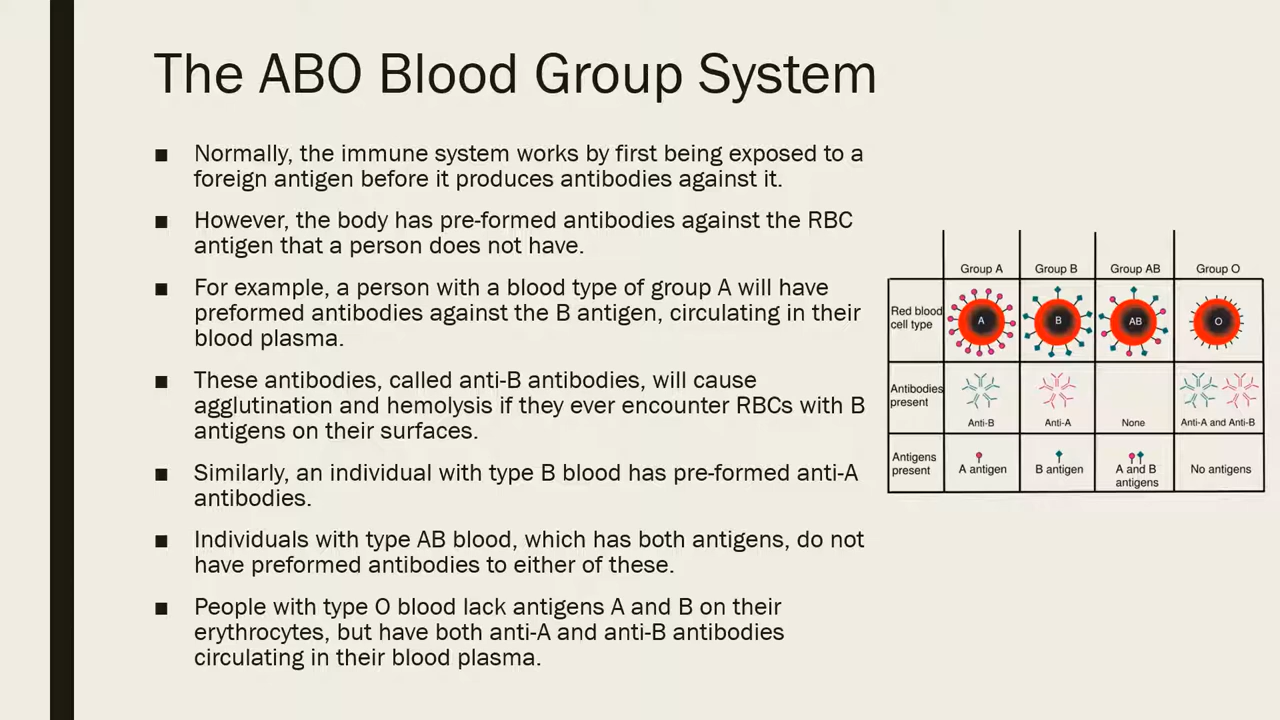 The ABO Blood Group System
■ Normally, the immune system works by first being exposed to a
foreign antigen before it produces antibodies against it.
■ However, the body has pre-formed antibodies against the RBC
antigen that a person does not have.
■ For example, a person with a blood type of group A will have
preformed antibodies against the B antigen, circulating in their
blood plasma.
■ These antibodies, called anti-B antibodies, will cause
agglutination and hemolysis if they ever encounter RBCs with B
antigens on their surfaces.
■ Similarly, an individual with type B blood has pre-formed anti-A
antibodies.
■ Individuals with type AB blood, which has both antigens, do not
have preformed antibodies to either of these.
■ People with type O blood lack antigens A and B on their
erythrocytes, but have both anti-A and anti-B antibodies
circulating in their blood plasma.
Group A Group B Group AB Group O
Red blood
cell type
A B AB O
Antibodies
present
Anti-B Anti-A None Anti-A and Anti-B
Antigens
present
A antigen B antigen A and B
antigens No antigens